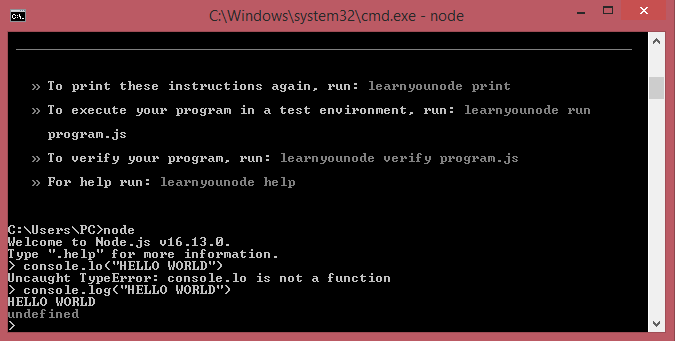 C:\Windows\system32\cmd.exe - node
» To print these instructions again, run: learnyounode print
» To execute your program in a test environment, run: learnyounode run
program.js
» To verify your program, run: learnyounode verify program.js
» For help run: learnyounode help
C:\Users\PC>node
Welcome to Node.js v16.13.0.
Type ".help" for more information.
> console.lo("HELLO WORLD")
Uncaught TypeError: console.lo is not a function
> console.log("HELLO WORLD")
HELLO WORLD
undefined
>